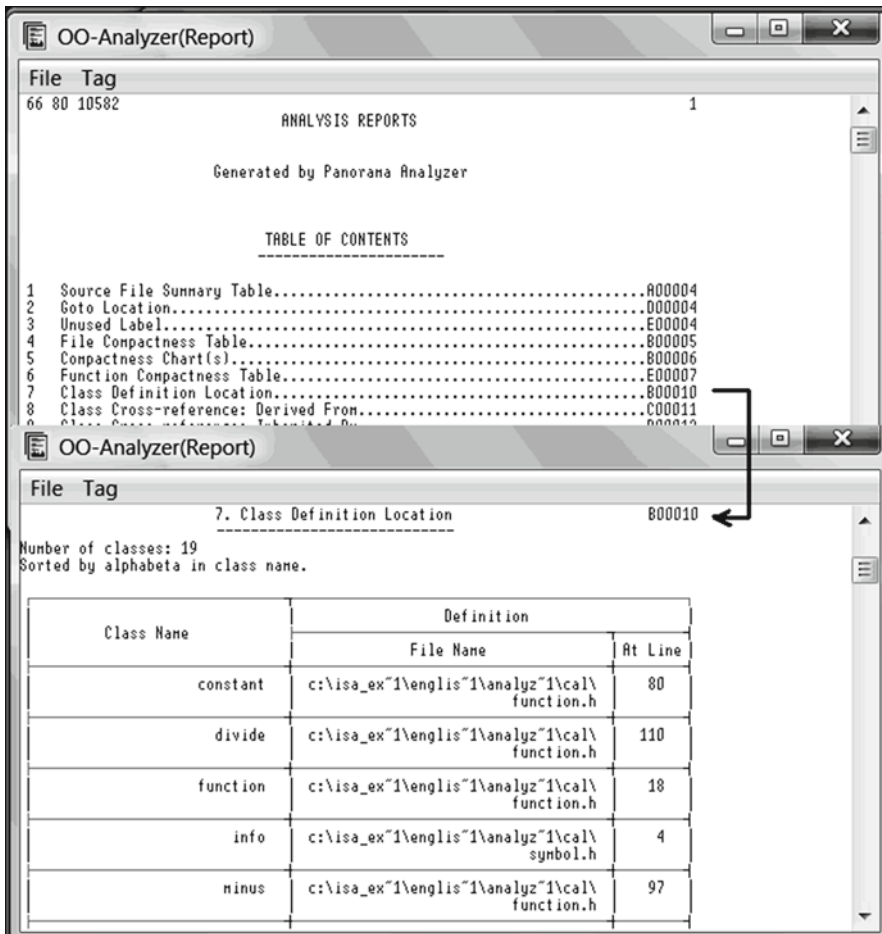 OO-Analyzer(Report)
File Tag
66 80 10582 1
ANALYSIS REPORTS
Generated by Panorama Analyzer
TABLE OF CONTENTS
1 Source File Summary Table............................................A00004
2 Goto Location........................................................D00004
3 Unused Label.........................................................E00004
4 File Compactness Table...............................................B00005
5 Compactness Chart(s).................................................B00006
6 Function Compactness Table...........................................E00007
7 Class Definition Location............................................B00010
8 Class Cross-reference: Derived From..................................C00011
OO-Analyzer(Report)
File Tag
7. Class Definition Location B00010
Number of classes: 19
Sorted by alphabeta in class name.
Class Name
Definition
File Name At Line
constant c:\isa_ex~1\englis~1\analyz~1\cal\ 80
function.h
divide c:\isa_ex~1\englis~1\analyz~1\cal\ 110
function.h
function c:\isa_ex~1\englis~1\analyz~1\cal\ 18
function.h
info c:\isa_ex~1\englis~1\analyz~1\cal\ 4
symbol.h
minus c:\isa_ex~1\englis~1\analyz~1\cal\ 97
function.h